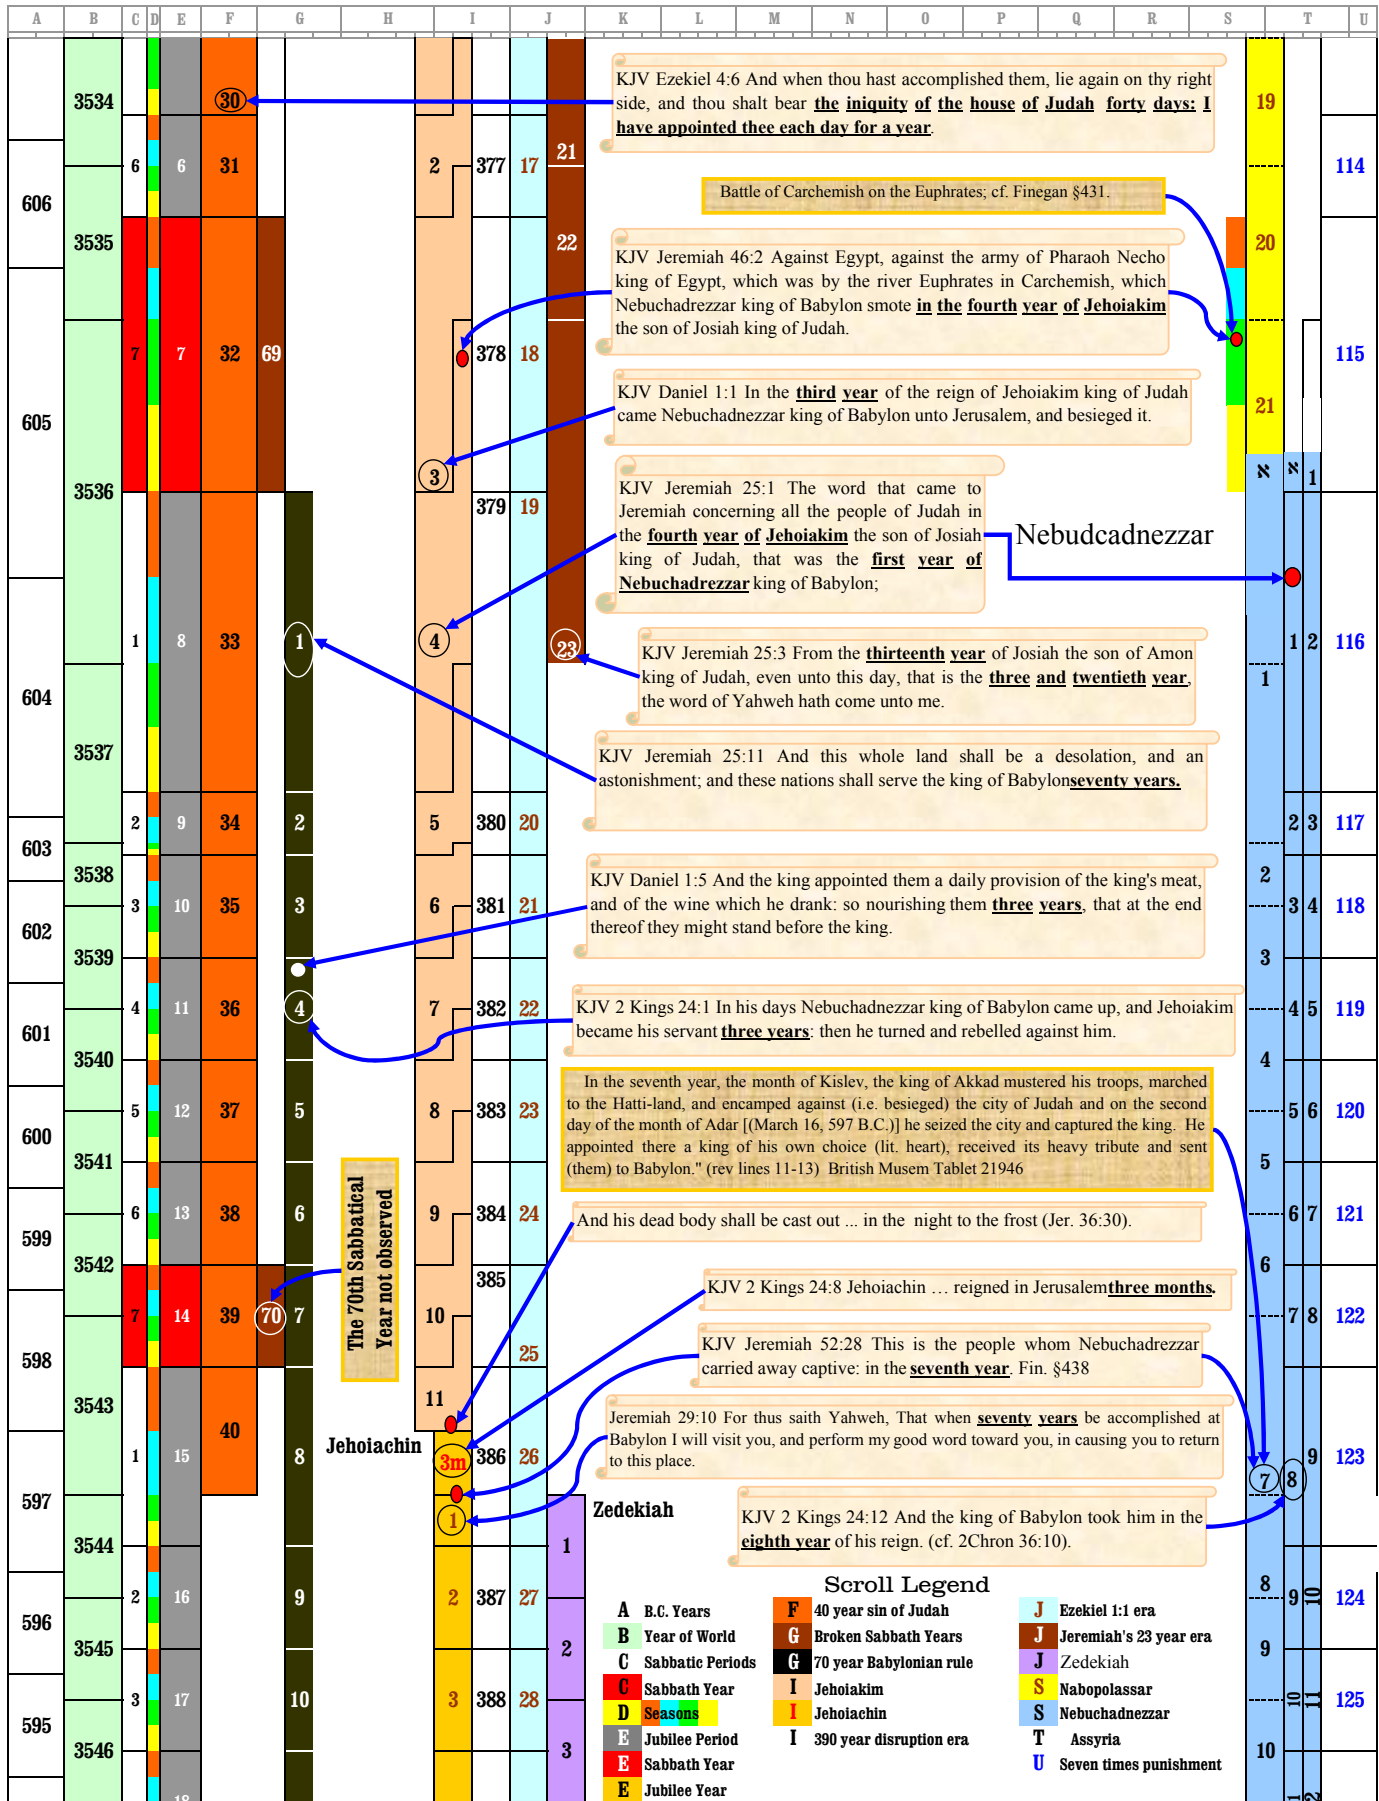 A B C D E F G H I J K L M N O P Q R S T U
KJV Ezekiel 4:6 And when thou hast accomplished them, lie again on thy right
side, and thou shalt bear the iniquity of the house of Judah forty days: I
have appointed thee each day for a year.
Battle of Carchemish on the Euphrates; cf. Finegan §431.
KJV Jeremiah 46:2 Against Egypt, against the army of Pharaoh Necho
king of Egypt, which was by the river Euphrates in Carchemish, which
Nebuchadrezzar king of Babylon smote in the fourth year of Jehoiakim
the son of Josiah king of Judah.
KJV Daniel 1:1 In the third year of the reign of Jehoiakim king of Judah
came Nebuchadnezzar king of Babylon unto Jerusalem, and besieged it.
KJV Jeremiah 25:1 The word that came to
Jeremiah concerning all the people of Judah in
the fourth year of Jehoiakim the son of Josiah
king of Judah, that was the first year of
Nebuchadrezzar king of Babylon;
Nebudcadnezzar
KJV Jeremiah 25:3 From the thirteenth year of Josiah the son of Amon
king of Judah, even unto this day, that is the three and twentieth year,
the word of Yahweh hath come unto me.
KJV Jeremiah 25:11 And this whole land shall be a desolation, and an
astonishment; and these nations shall serve the king of Babylonseventy years.
KJV Daniel 1:5 And the king appointed them a daily provision of the king's meat,
and of the wine which he drank: so nourishing them three years, that at the end
thereof they might stand before the king.
KJV 2 Kings 24:1 In his days Nebuchadnezzar king of Babylon came up, and Jehoiakim
became his servant three years: then he turned and rebelled against him.
In the seventh year, the month of Kislev, the king of Akkad mustered his troops, marched
to the Hatti-land, and encamped against (i.e. besieged) the city of Judah and on the second
day of the month of Adar [(March 16, 597 B.C.)] he seized the city and captured the king. He
appointed there a king of his own choice (lit. heart), received its heavy tribute and sent
(them) to Babylon." (rev lines 11-13) British Musem Tablet 21946
The 70th Sabbatical
Year not observed
And his dead body shall be cast out ... in the night to the frost (Jer. 36:30).
KJV 2 Kings 24:8 Jehoiachin … reigned in Jerusalemthree months.
KJV Jeremiah 52:28 This is the people whom Nebuchadrezzar
carried away captive: in the seventh year. Fin. §438
Jeremiah 29:10 For thus saith Yahweh, That when seventy years be accomplished at
Babylon I will visit you, and perform my good word toward you, in causing you to return
to this place.
KJV 2 Kings 24:12 And the king of Babylon took him in the
eighth year of his reign. (cf. 2Chron 36:10).
Jehoiachin
Zedekiah
606
605
604
603
602
601
600
599
598
597
596
595
3534
3535
3536
3537
3538
3539
3540
3541
3542
3543
3544
3545
3546
6
7
1
2
3
4
5
6
7
1
2
3
6
7
8
9
10
11
12
13
14
15
16
17
18
30
31
32
33
34
35
36
37
38
39
40
69
70
1
2
3
4
5
6
7
8
9
10
2
3
4
5
6
7
8
9
10
11
3m
1
2
3
377
378
379
380
381
382
383
384
385
386
387
388
17
18
19
20
21
22
23
24
25
26
27
28
21
22
23
1
2
3
19
20
21
א
1
2
3
4
5
6
7
8
9
10
א
1
2
3
4
5
6
7
8
9
10
1
2
3
4
5
6
7
8
9
10
11
114
115
116
117
118
119
120
121
122
123
124
125
Scroll Legend
A B.C. Years
B Year of World
C Sabbatic Periods
C Sabbath Year
D Seasons
E Jubilee Period
E Sabbath Year
E Jubilee Year
F 40 year sin of Judah
G Broken Sabbath Years
G 70 year Babylonian rule
I Jehoiakim
I Jehoiachin
I 390 year disruption era
J Ezekiel 1:1 era
J Jeremiah's 23 year era
J Zedekiah
S Nabopolassar
S Nebuchadnezzar
T Assyria
U Seven times punishment